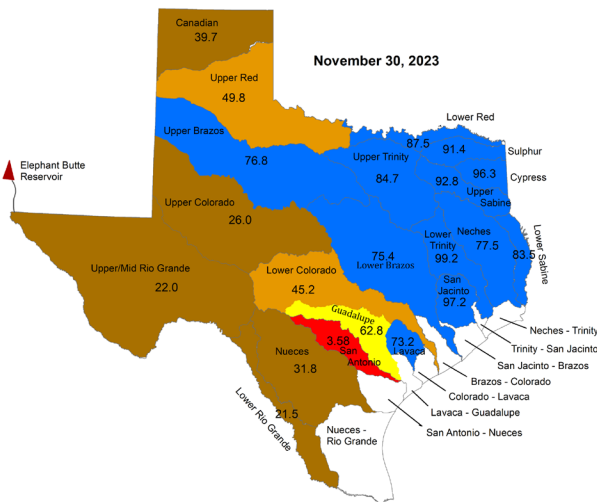 Canadian
39.7
November 30, 2023
Upper Red
49.8
Lower Red
87.5
91.4
Sulphur
Upper Brazos
76.8
Upper Trinity
84.7
92.8
96.3
Cypress
Upper
Sabine
Elephant Butte
Reservoir
Upper Colorado
26.0
Lower
Trinity
99.2
Neches
77.5
83.5
Lower Sabine
75.4
Lower Brazos
Upper/Mid Rio Grande
22.0
Lower Colorado
45.2
San
Jacinto
97.2
Guadalupe
62.8
3.58
San
Antonio
73.2
Lavaca
Nueces
31.8
Neches - Trinity
Trinity - San Jacinto
San Jacinto - Brazos
Brazos - Colorado
Colorado - Lavaca
Lavaca - Guadalupe
San Antonio - Nueces
21.5
Lower Rio Grande
Nueces -
Rio Grande